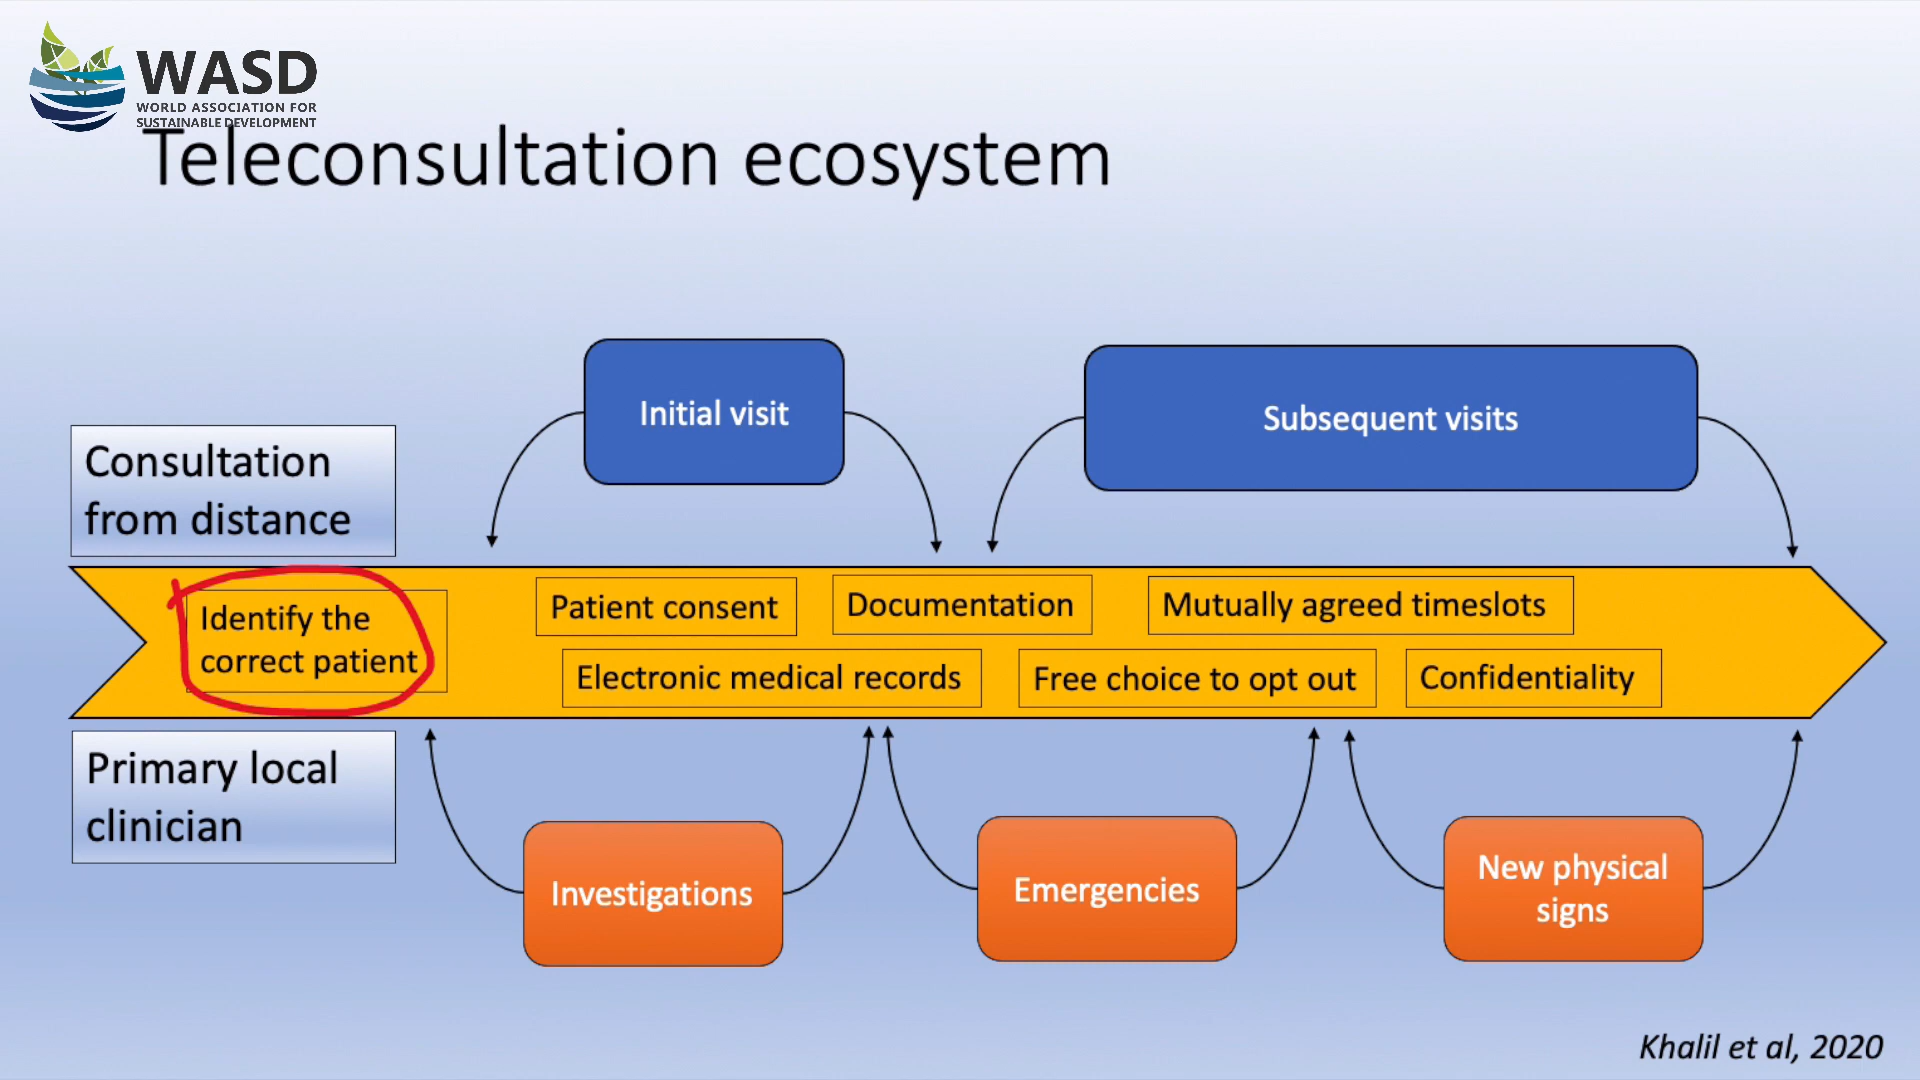 WASD
WORLD ASSOCIATION FOR
SUSTAINABLE DEVELOPMENT
Teleconsultation ecosystem
Initial visit
Subsequent visits
Consultation
from distance
Identify the
correct patient
Patient consent
Documentation
Mutually agreed timeslots
Electronic medical records
Free choice to opt out
Confidentiality
Primary local
clinician
Investigations
Emergencies
New physical
signs
Khalil et al, 2020